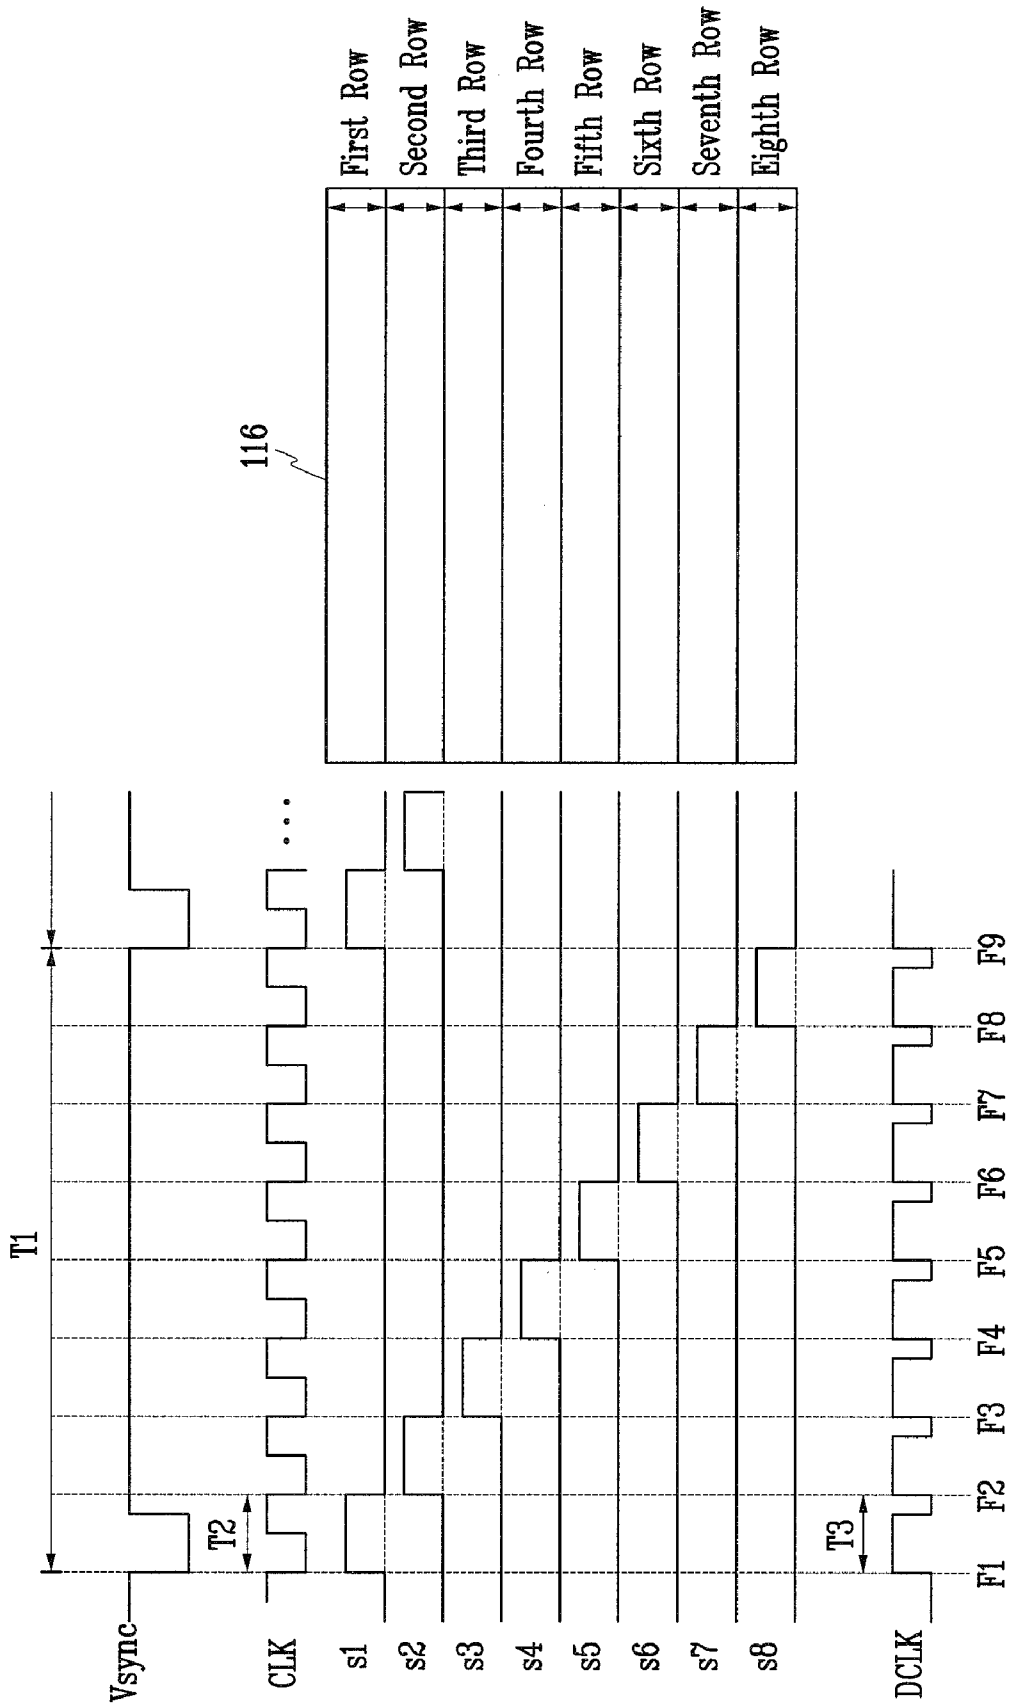 T1
Vsync
T2
CLK
...
116
s1
s2
s3
s4
s5
s6
s7
s8
First Row
Second Row
Third Row
Fourth Row
Fifth Row
Sixth Row
Seventh Row
Eighth Row
T3
DCLK
F1 F2 F3 F4 F5 F6 F7 F8 F9